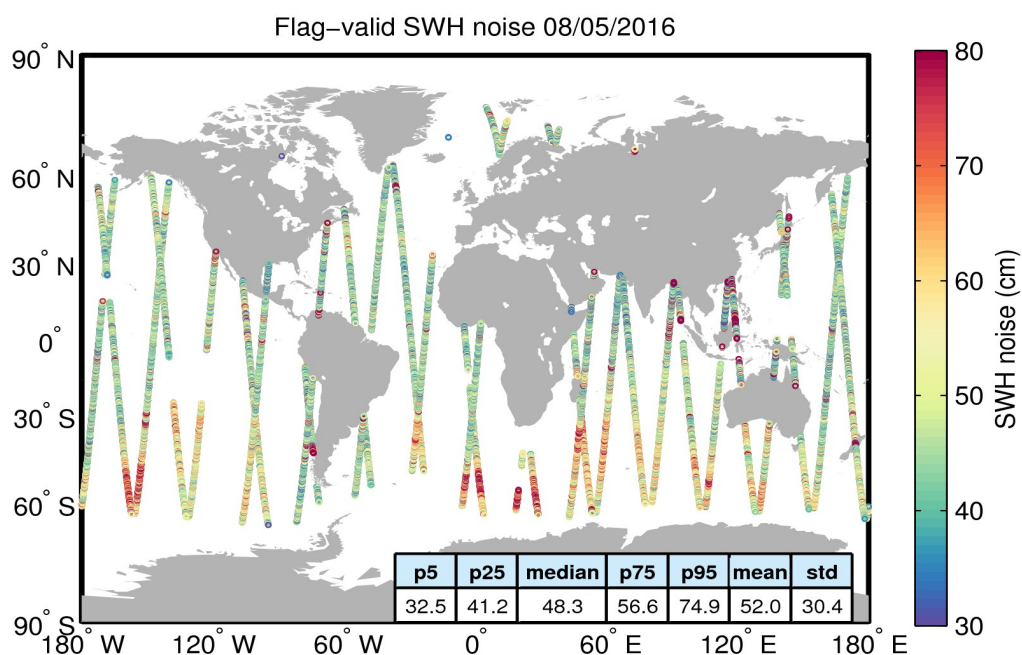 Flag−valid SWH noise 08/05/2016
90° N
60° N
30° N
0°
30° S
60° S
90° S
180° W
120° W
60° W
0°
60° E
120° E
180° E
p5 p25 median p75 p95 mean std
32.5 41.2 48.3 56.6 74.9 52.0 30.4
80
70
60
50
40
30
SWH noise (cm)